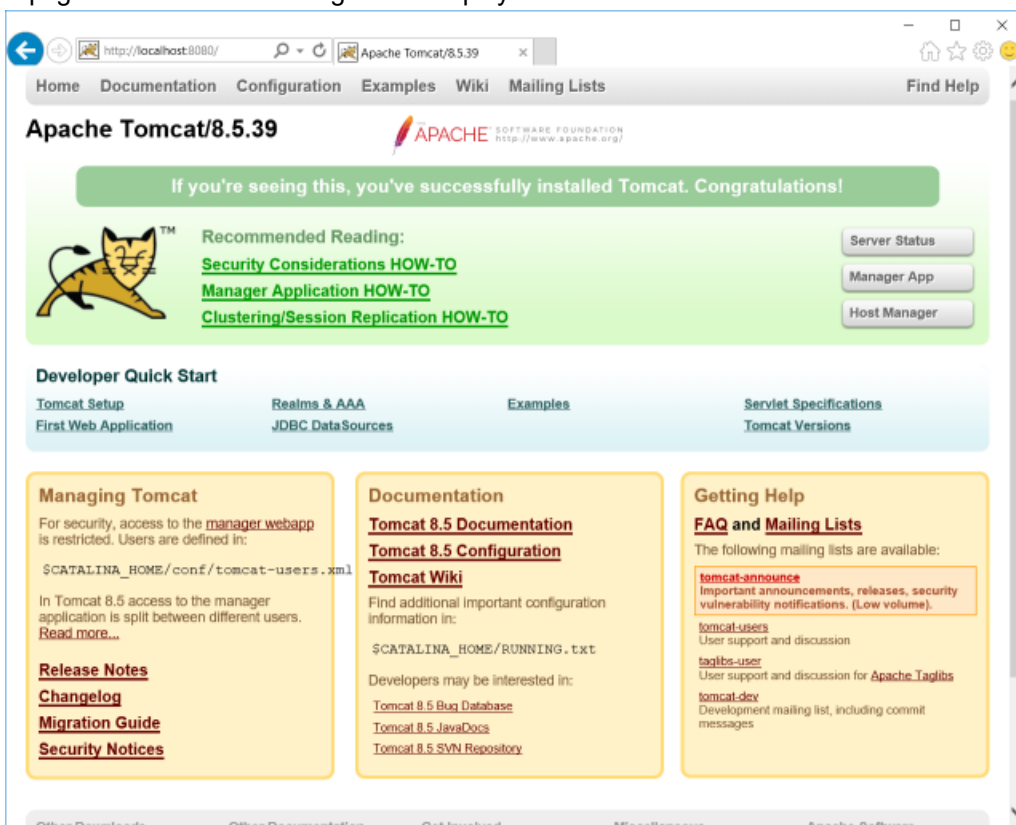 http://localhost:8080/
Apache Tomcat/8.5.39
Home Documentation Configuration Examples Wiki Mailing Lists Find Help
Apache Tomcat/8.5.39
APACHE SOFTWARE FOUNDATION
http://www.apache.org/
If you're seeing this, you've successfully installed Tomcat. Congratulations!
TM
Recommended Reading:
Security Considerations HOW-TO
Manager Application HOW-TO
Clustering/Session Replication HOW-TO
Server Status
Manager App
Host Manager
Developer Quick Start
Tomcat Setup
First Web Application
Realms & AAA
JDBC DataSources
Examples
Servlet Specifications
Tomcat Versions
Managing Tomcat
For security, access to the manager webapp
is restricted. Users are defined in:
$CATALINA_HOME/conf/tomcat-users.xml
In Tomcat 8.5 access to the manager
application is split between different users.
Read more...
Release Notes
Changelog
Migration Guide
Security Notices
Documentation
Tomcat 8.5 Documentation
Tomcat 8.5 Configuration
Tomcat Wiki
Find additional important configuration
information in:
$CATALINA_HOME/RUNNING.txt
Developers may be interested in:
Tomcat 8.5 Bug Database
Tomcat 8.5 JavaDocs
Tomcat 8.5 SVN Repository
Getting Help
FAQ and Mailing Lists
The following mailing lists are available:
tomcat-announce
Important announcements, releases, security
vulnerability notifications. (Low volume).
tomcat-users
User support and discussion
taglibs-user
User support and discussion for Apache Taglibs
tomcat-dev
Development mailing list, including commit
messages